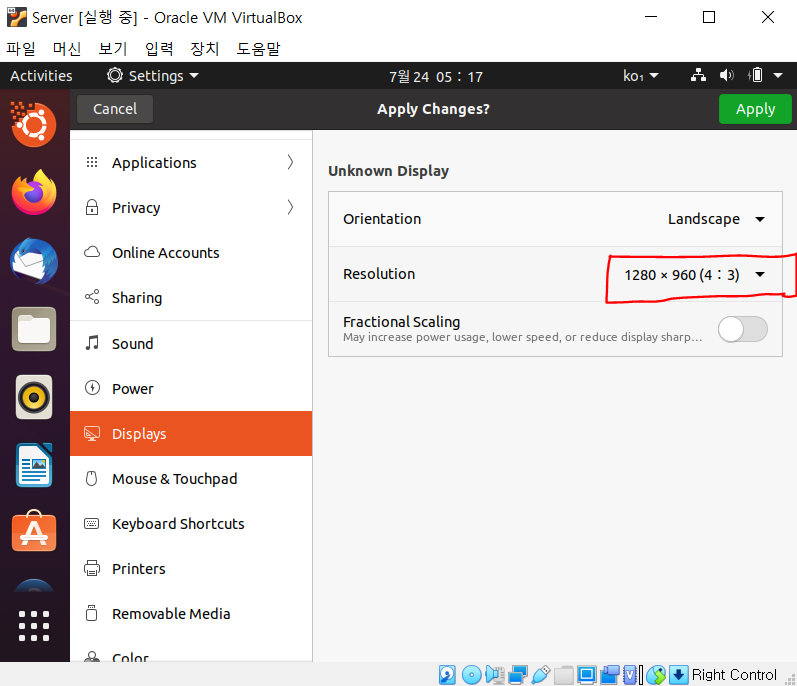 Server [실행 중] - Oracle VM VirtualBox
파일 머신 보기 입력 장치 도움말
Activities Settings 7월 24 05：17 ko₁
Cancel Apply Changes? Apply
Applications
Privacy
Online Accounts
Sharing
Sound
Power
Displays
Mouse & Touchpad
Keyboard Shortcuts
Printers
Removable Media
Color
Unknown Display
Orientation Landscape
Resolution 1280 × 960 (4：3)
Fractional Scaling
May increase power usage, lower speed, or reduce display sharp…
Right Control